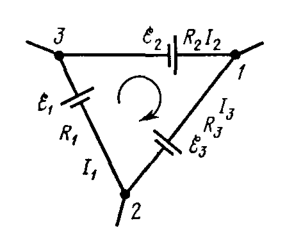 3
ℰ₂ R₂ I₂
1
ℰ₁
R₁
I₁
I₃
R₃
ℰ₃
2